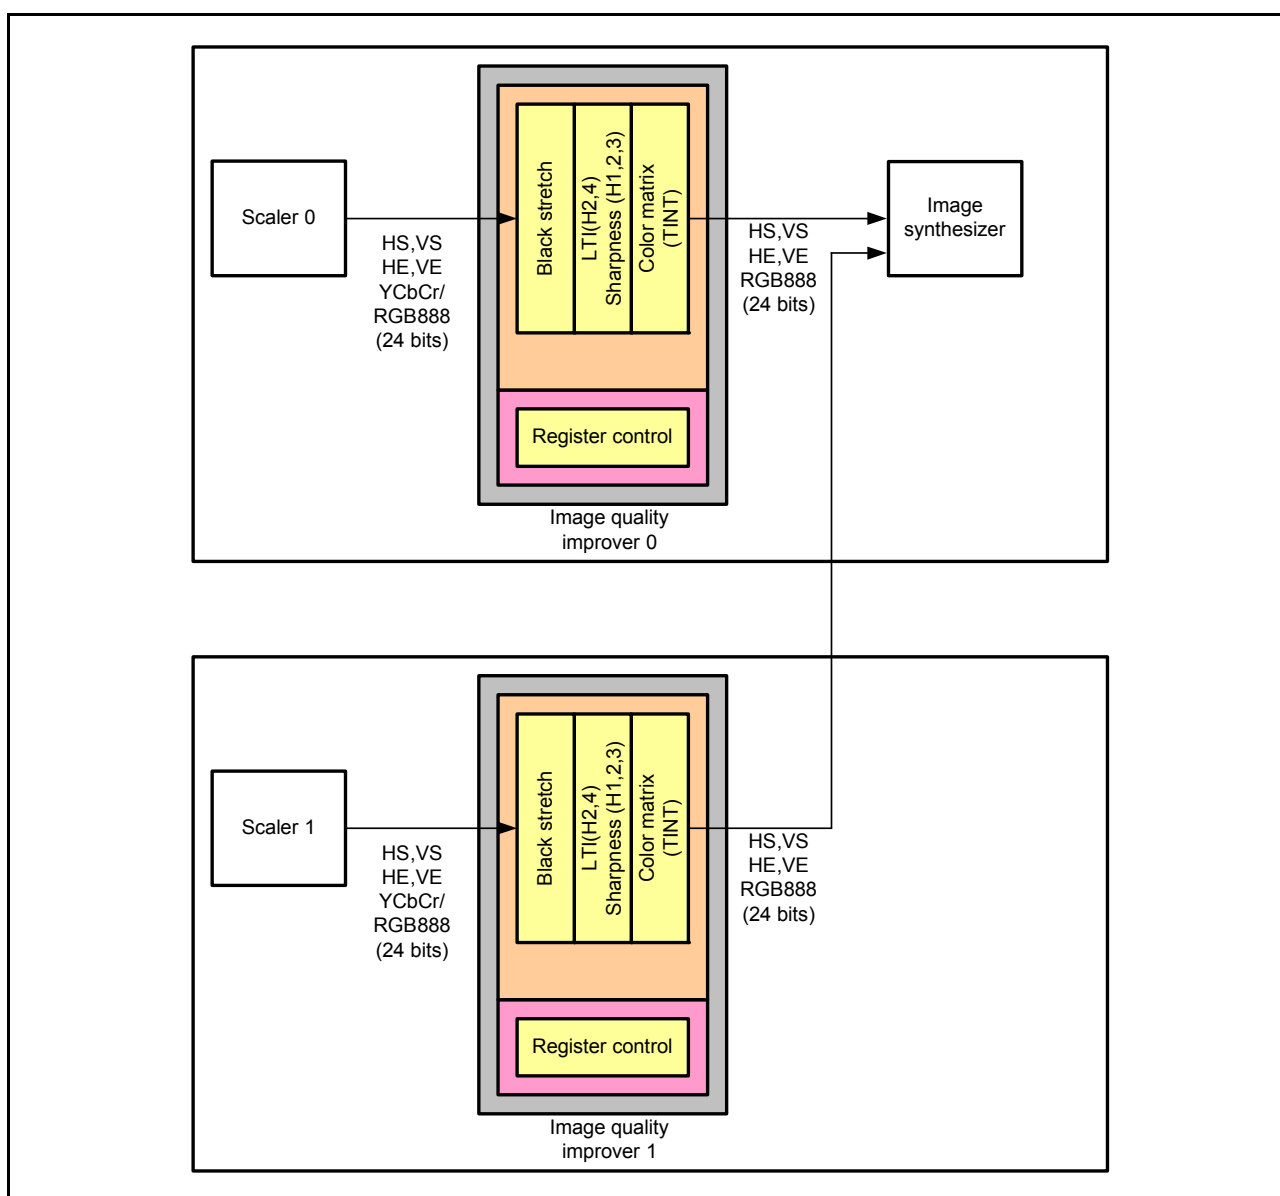 Scaler 0
HS,VS
HE,VE
YCbCr/
RGB888
(24 bits)
Black stretch
LTI(H2,4)
Sharpness (H1,2,3)
Color matrix
(TINT)
Register control
Image quality
improver 0
HS,VS
HE,VE
RGB888
(24 bits)
Image
synthesizer
Scaler 1
HS,VS
HE,VE
YCbCr/
RGB888
(24 bits)
Black stretch
LTI(H2,4)
Sharpness (H1,2,3)
Color matrix
(TINT)
Register control
Image quality
improver 1
HS,VS
HE,VE
RGB888
(24 bits)